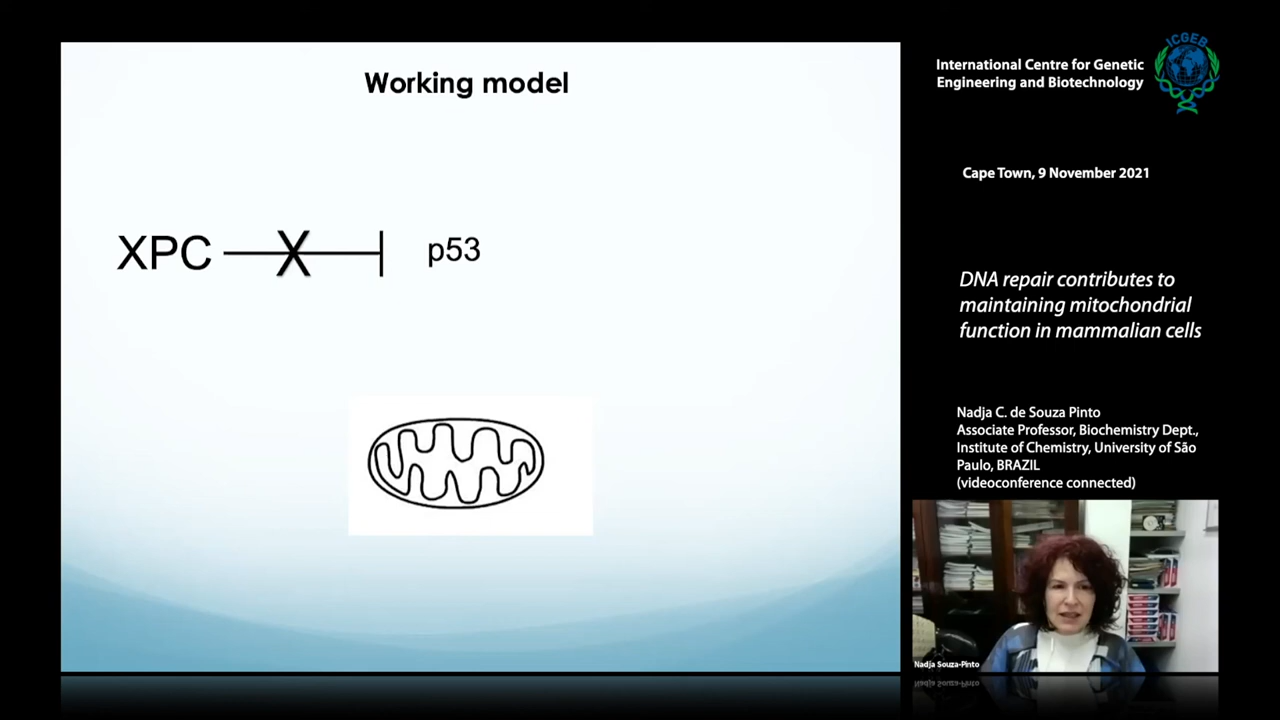 Working model
XPC X p53
ICGEB
International Centre for Genetic
Engineering and Biotechnology
Cape Town, 9 November 2021
DNA repair contributes to
maintaining mitochondrial
function in mammalian cells
Nadja C. de Souza Pinto
Associate Professor, Biochemistry Dept.,
Institute of Chemistry, University of São
Paulo, BRAZIL
(videoconference connected)
Nadja Souza-Pinto